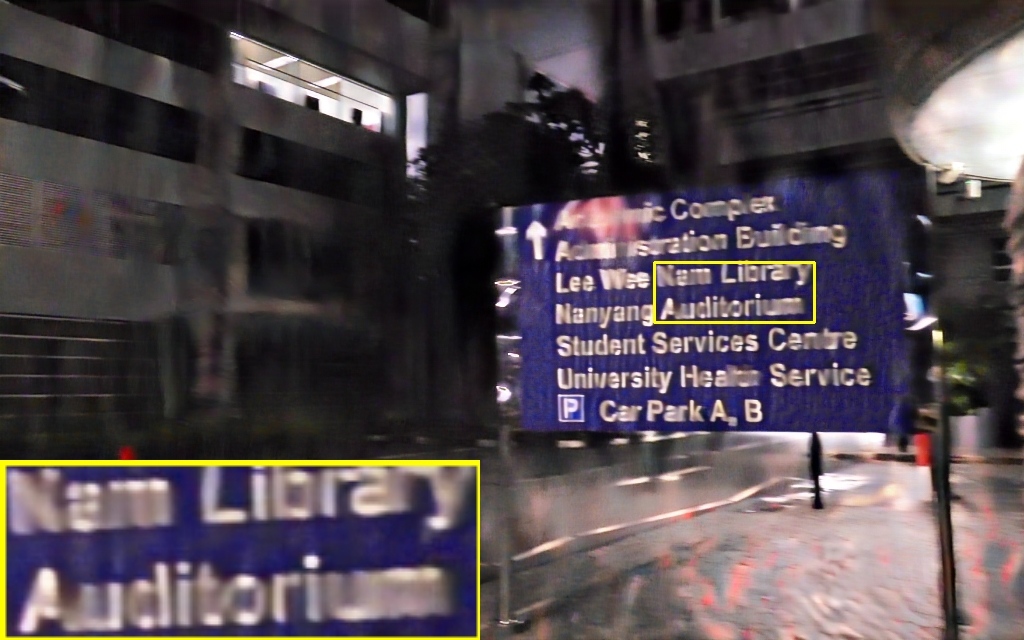 Academic Complex
Administration Building
Lee Wee Nam Library
Nanyang Auditorium
Student Services Centre
University Health Service
P Car Park A, B
Nam Library
Auditorium